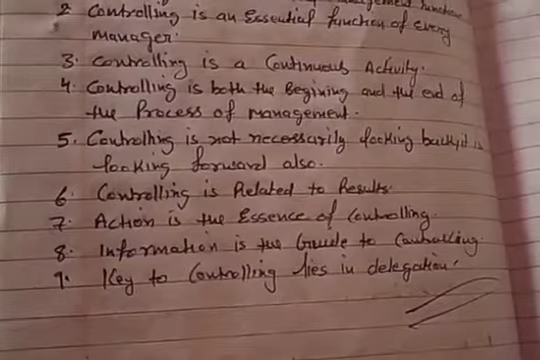 management function
2. Controlling is an Essential function of every
manager.
3. Controlling is a Continuous Activity.
4. Controlling is both the Begining and the end of
the Process of management.
5. Controlling is not necessarily looking back, it is
looking forward also.
6. Controlling is Related to Results.
7. Action is the Essence of Controlling.
8. Information is the Guide to Controlling.
9. Key to Controlling lies in delegation.